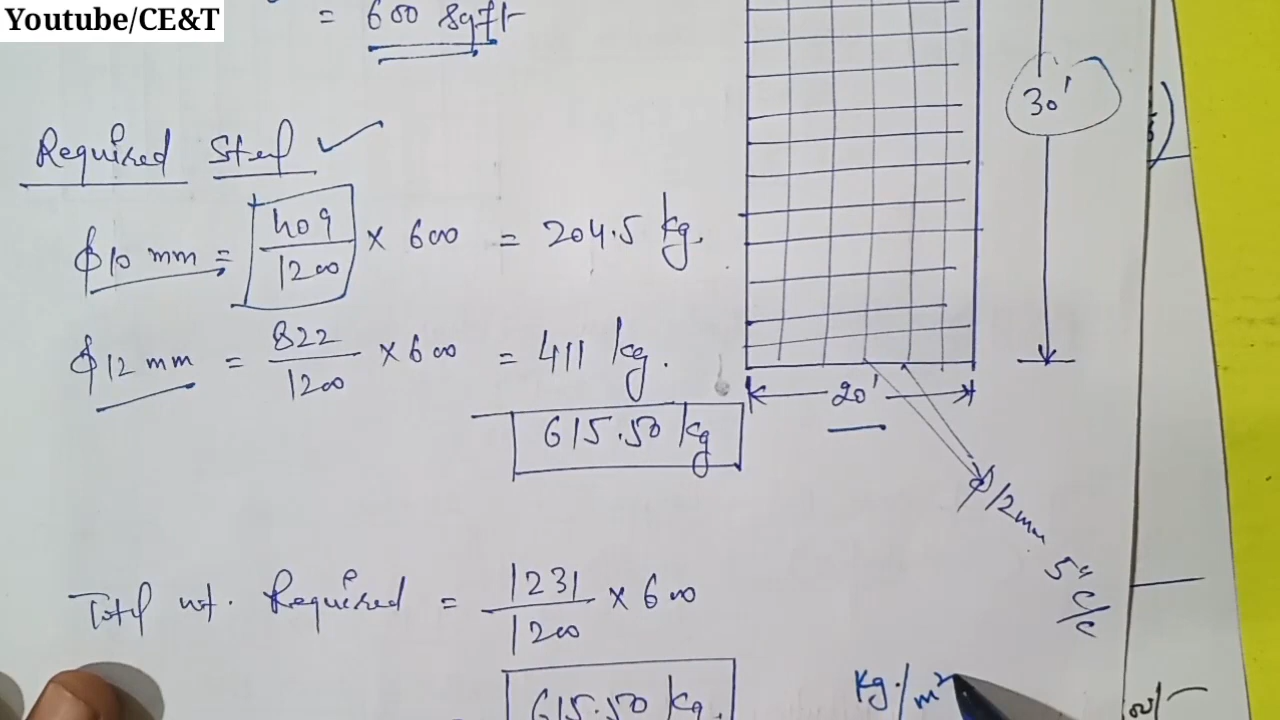 Youtube/CE&T
= 600 sqft
30'
Required Steel ✓
ϕ10 mm = 409/1200 × 600 = 204.5 kg.
ϕ12 mm = 822/1200 × 600 = 411 kg.
20'
615.50 kg
ϕ12mm 5" c/c
Total wt. Required = 1231/1200 × 600
615.50 kg.
Kg./m²